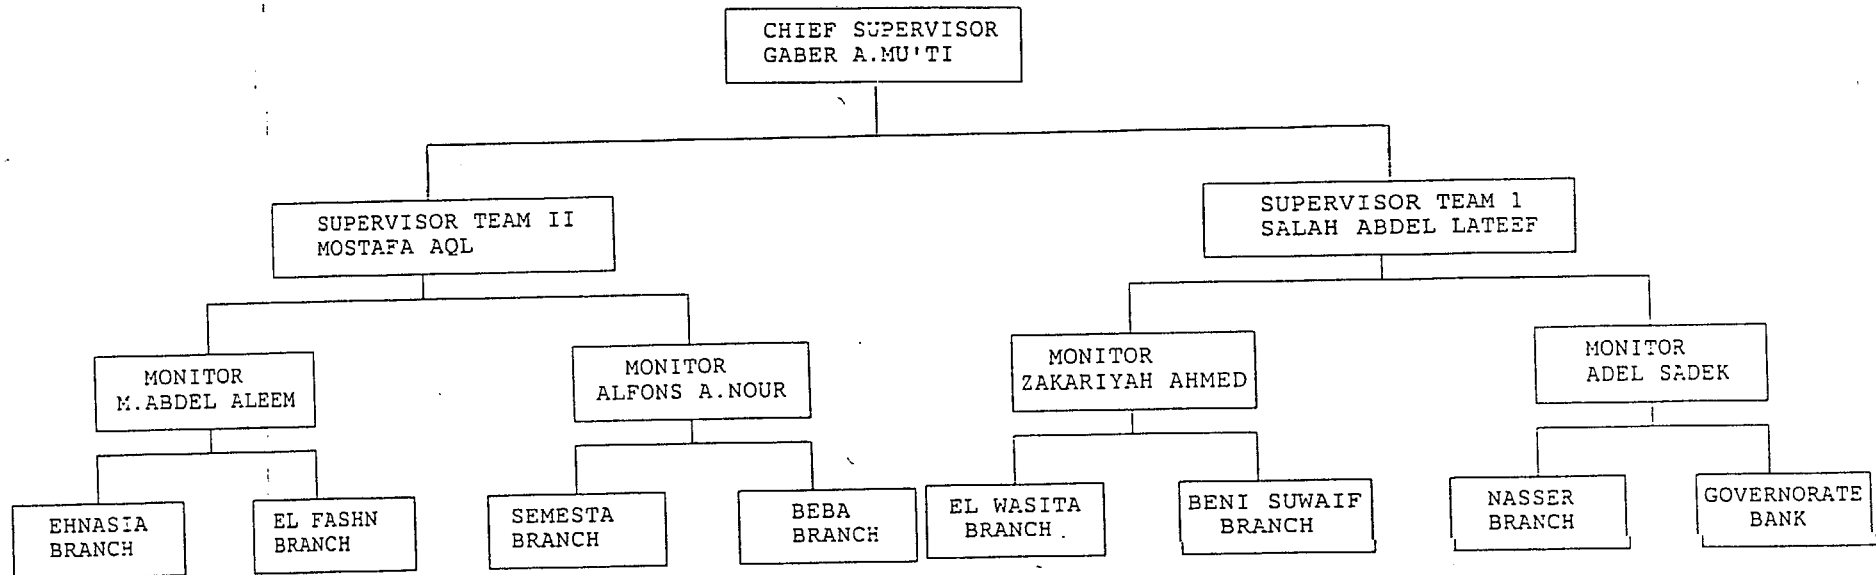 CHIEF SUPERVISOR
GABER A.MU'TI
SUPERVISOR TEAM II
MOSTAFA AQL
SUPERVISOR TEAM 1
SALAH ABDEL LATEEF
MONITOR
M.ABDEL ALEEM
MONITOR
ALFONS A.NOUR
MONITOR
ZAKARIYAH AHMED
MONITOR
ADEL SADEK
EHNASIA
BRANCH
EL FASHN
BRANCH
SEMESTA
BRANCH
BEBA
BRANCH
EL WASITA
BRANCH
BENI SUWAIF
BRANCH
NASSER
BRANCH
GOVERNORATE
BANK